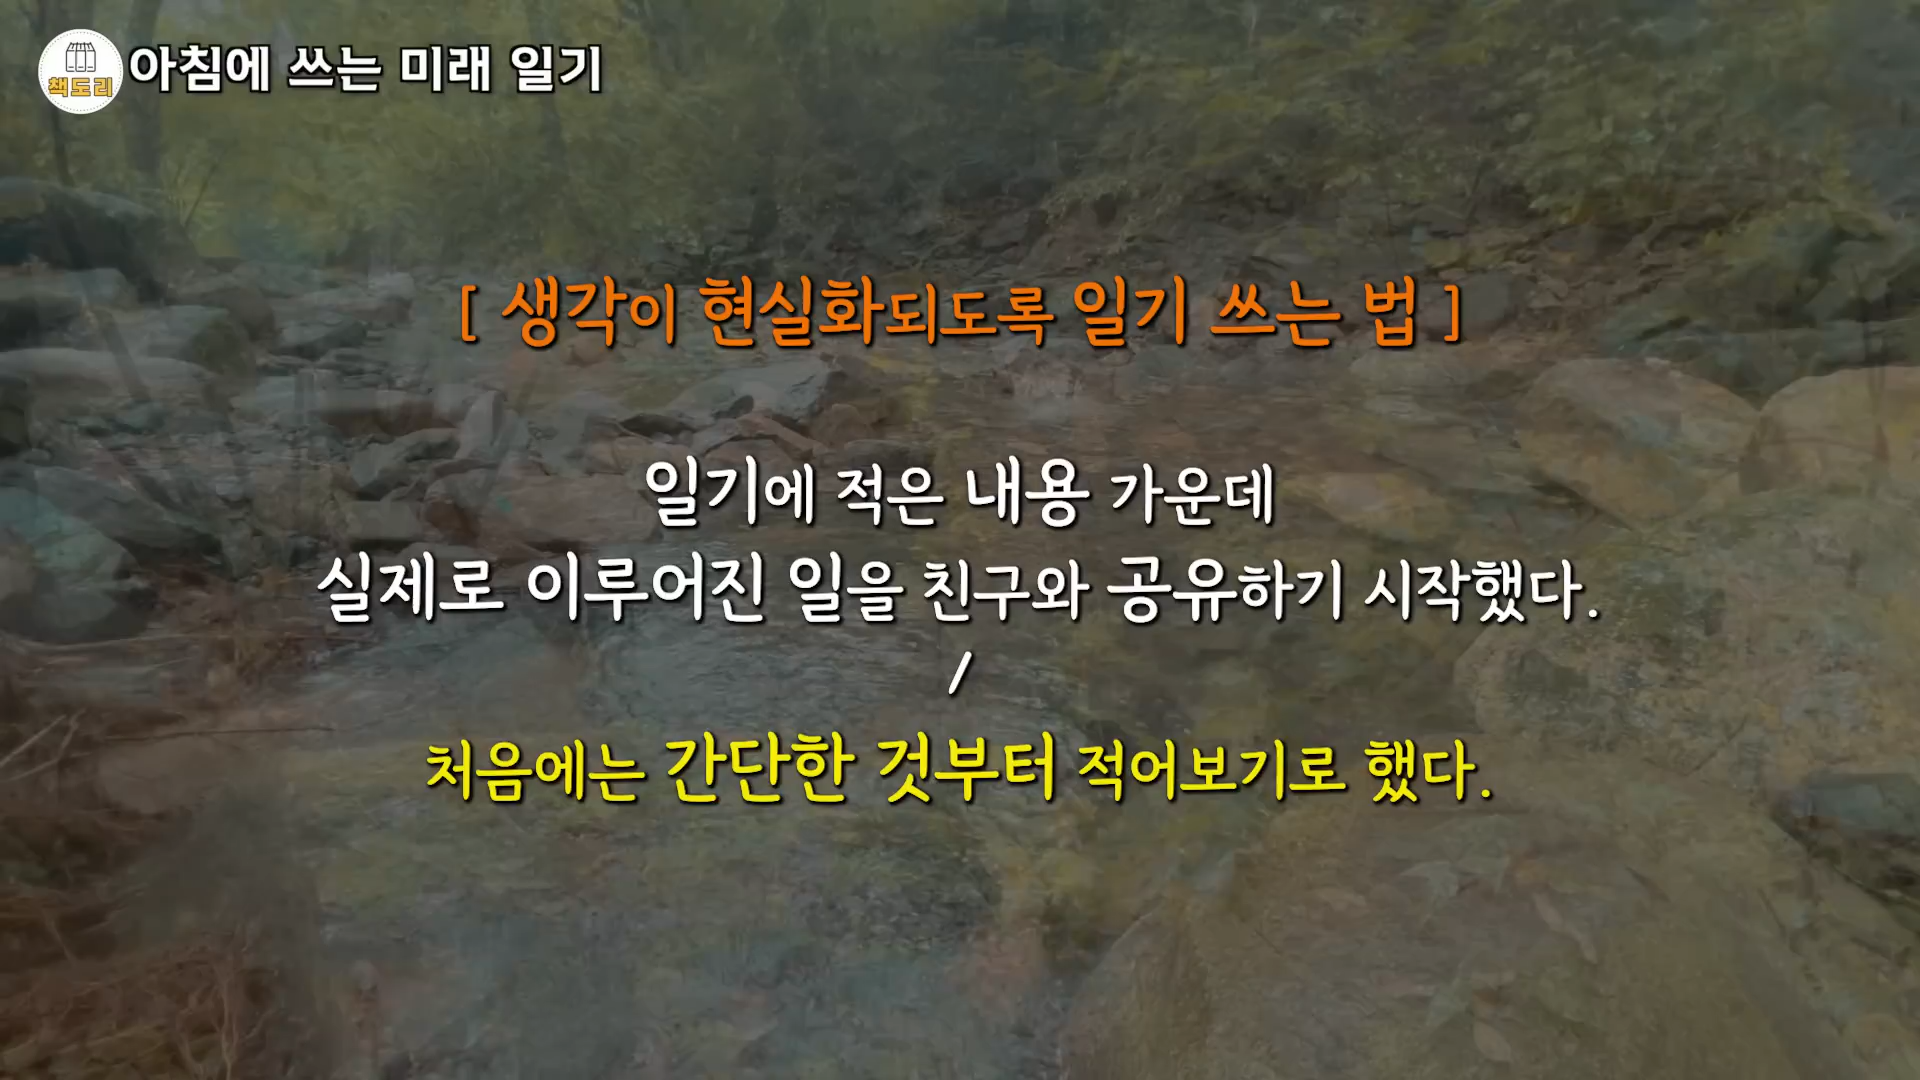 책도리
아침에 쓰는 미래 일기
[ 생각이 현실화되도록 일기 쓰는 법 ]
일기에 적은 내용 가운데
실제로 이루어진 일을 친구와 공유하기 시작했다.
/
처음에는 간단한 것부터 적어보기로 했다.